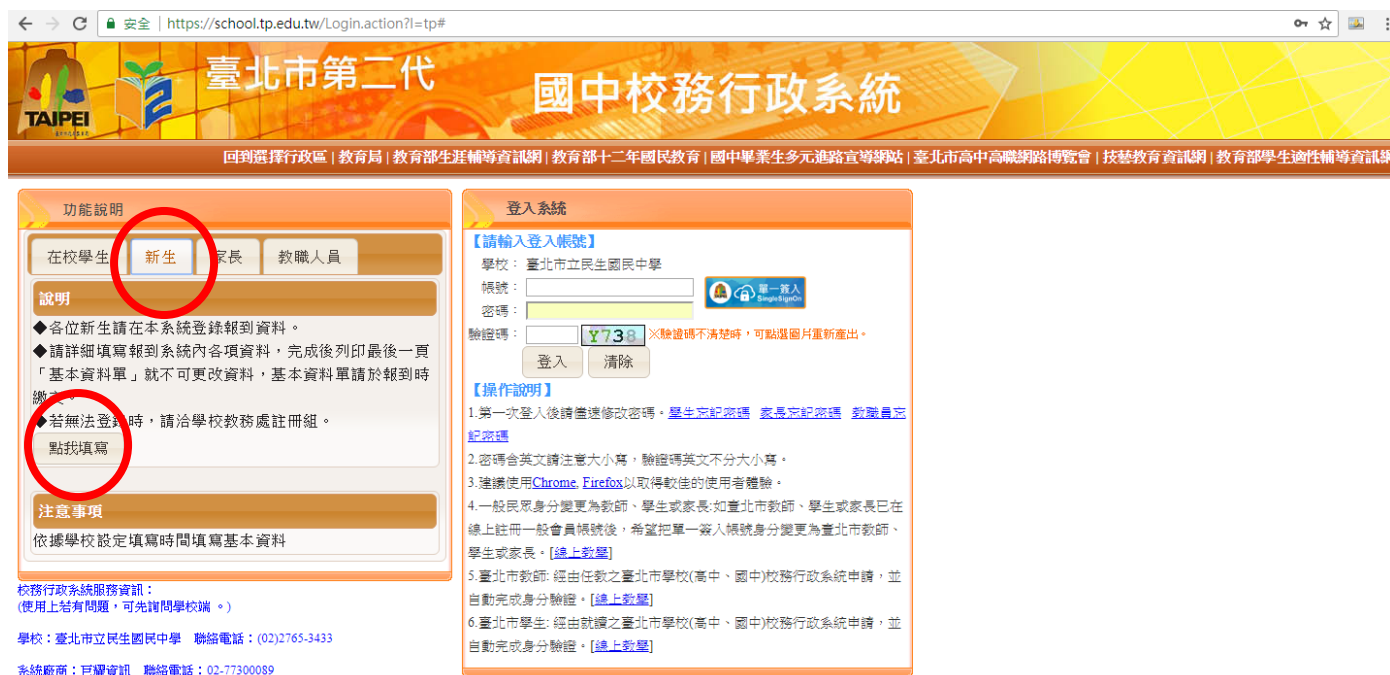 安全 | https://school.tp.edu.tw/Login.action?l=tp#
TAIPEI
臺北市第二代
國中校務行政系統
回到選擇行政區 | 教育局 | 教育部生涯輔導資訊網 | 教育部十二年國民教育 | 國中畢業生多元進路宣導網站 | 臺北市高中高職網路博覽會 | 技藝教育資訊網 | 教育部學生適性輔導資訊網
功能說明
在校學生 新生 家長 教職人員
說明
◆各位新生請在本系統登錄報到資料。
◆請詳細填寫報到系統內各項資料，完成後列印最後一頁
「基本資料單」就不可更改資料，基本資料單請於報到時
繳交。
◆若無法登錄時，請洽學校教務處註冊組。
點我填寫
注意事項
依據學校設定填寫時間填寫基本資料
校務行政系統服務資訊：
(使用上若有問題，可先詢問學校端 。)
學校：臺北市立民生國民中學 聯絡電話：(02)2765-3433
系統廠商：巨耀資訊 聯絡電話：02-77300089
登入系統
【請輸入登入帳號】
學校： 臺北市立民生國民中學
帳號：
單一簽入
SingleSignOn
密碼：
驗證碼： Y738 ※驗證碼不清楚時，可點選圖片重新產出。
登入 清除
【操作說明】
1.第一次登入後請儘速修改密碼。學生忘記密碼 家長忘記密碼 教職員忘
記密碼
2.密碼含英文請注意大小寫，驗證碼英文不分大小寫。
3.建議使用Chrome, Firefox以取得較佳的使用者體驗。
4.一般民眾身分變更為教師、學生或家長:如臺北市教師、學生或家長已在
線上註冊一般會員帳號後，希望把單一簽入帳號身分變更為臺北市教師、
學生或家長。[線上教學]
5.臺北市教師: 經由任教之臺北市學校(高中、國中)校務行政系統申請，並
自動完成身分驗證。[線上教學]
6.臺北市學生: 經由就讀之臺北市學校(高中、國中)校務行政系統申請，並
自動完成身分驗證。[線上教學]